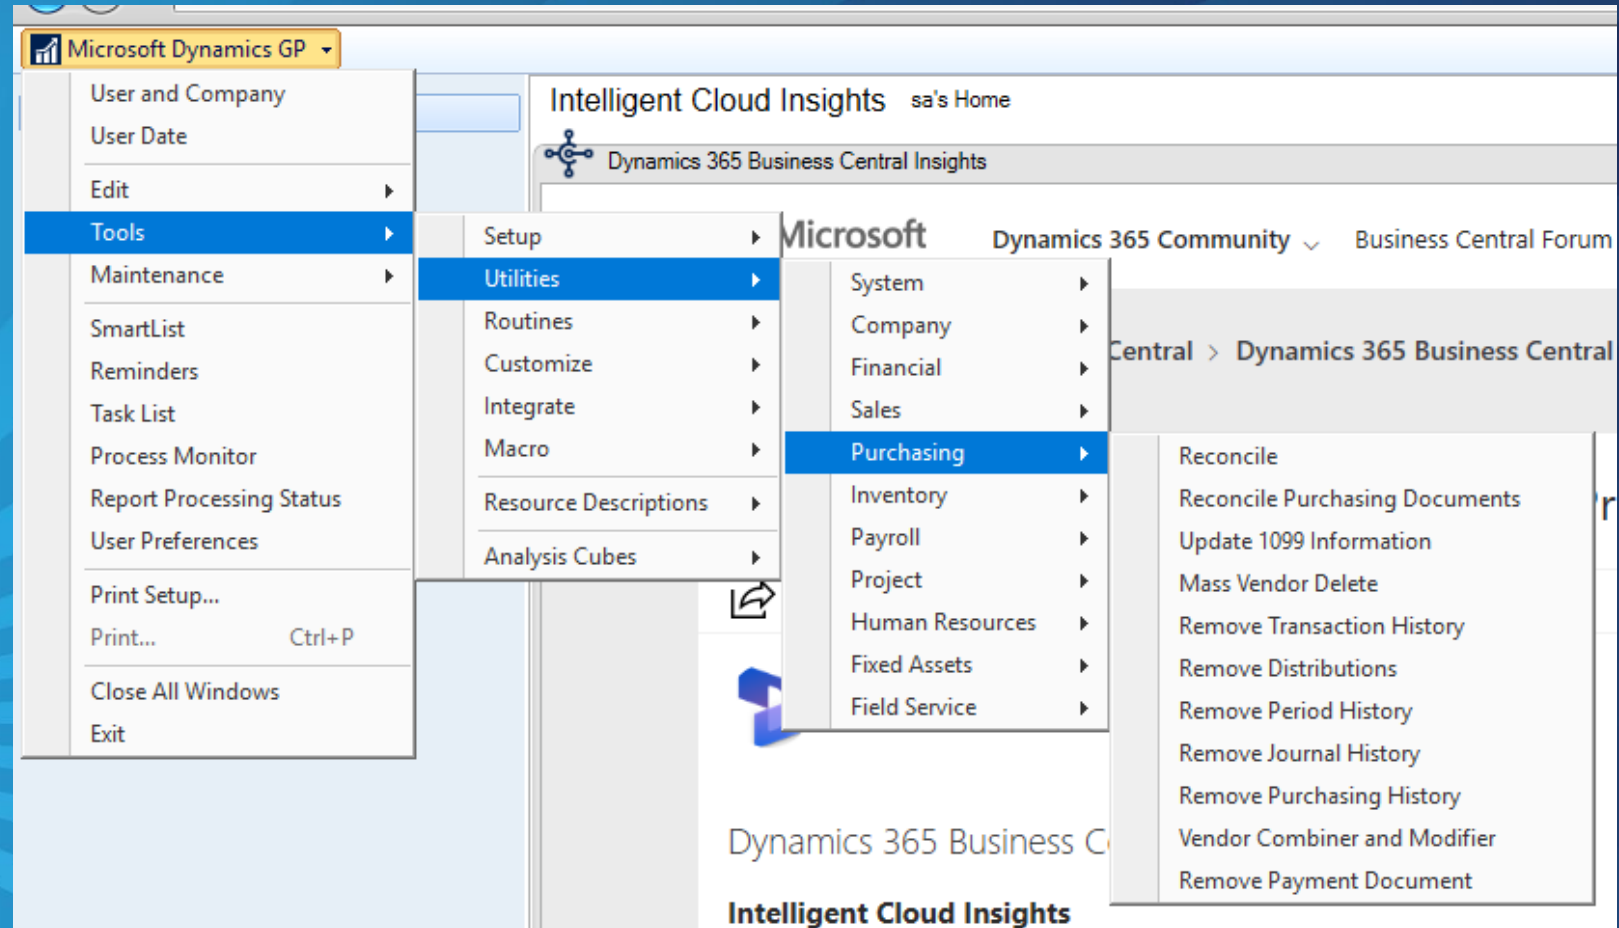 Microsoft Dynamics GP
User and Company
User Date
Edit
Tools
Maintenance
SmartList
Reminders
Task List
Process Monitor
Report Processing Status
User Preferences
Print Setup...
Print... Ctrl+P
Close All Windows
Exit
Setup
Utilities
Routines
Customize
Integrate
Macro
Resource Descriptions
Analysis Cubes
System
Company
Financial
Sales
Purchasing
Inventory
Payroll
Project
Human Resources
Fixed Assets
Field Service
Reconcile
Reconcile Purchasing Documents
Update 1099 Information
Mass Vendor Delete
Remove Transaction History
Remove Distributions
Remove Period History
Remove Journal History
Remove Purchasing History
Vendor Combiner and Modifier
Remove Payment Document
Intelligent Cloud Insights sa's Home
Dynamics 365 Business Central Insights
Microsoft Dynamics 365 Community Business Central Forum
Central > Dynamics 365 Business Central
Dynamics 365 Business
Intelligent Cloud Insights